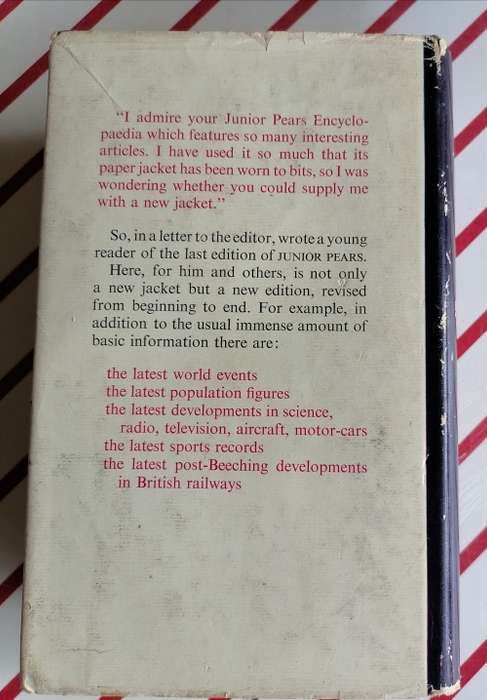 "I admire your Junior Pears Encyclo-
paedia which features so many interesting
articles. I have used it so much that its
paper jacket has been worn to bits, so I was
wondering whether you could supply me
with a new jacket."
So, in a letter to the editor, wrote a young
reader of the last edition of JUNIOR PEARS.
Here, for him and others, is not only
a new jacket but a new edition, revised
from beginning to end. For example, in
addition to the usual immense amount of
basic information there are:
the latest world events
the latest population figures
the latest developments in science,
radio, television, aircraft, motor-cars
the latest sports records
the latest post-Beeching developments
in British railways